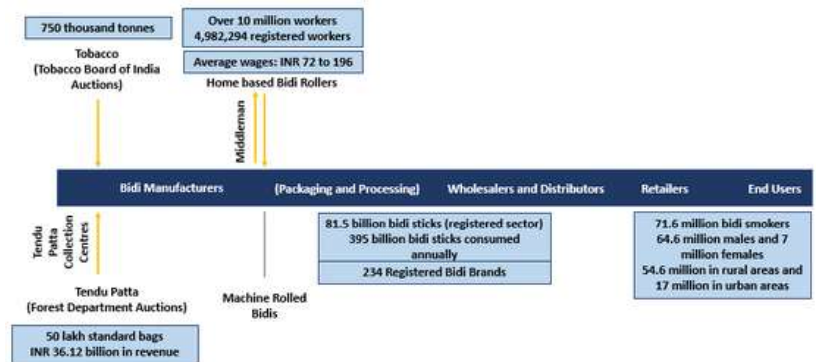 750 thousand tonnes
Tobacco
(Tobacco Board of India
Auctions)
Over 10 million workers
4,982,294 registered workers
Average wages: INR 72 to 196
Home based Bidi Rollers
Middleman
Bidi Manufacturers
(Packaging and Processing)
Wholesalers and Distributors
Retailers
End Users
Tendu
Patta
Collection
Centres
Tendu Patta
(Forest Department Auctions)
50 lakh standard bags
INR 36.12 billion in revenue
Machine Rolled
Bidis
81.5 billion bidi sticks (registered sector)
395 billion bidi sticks consumed
annually
234 Registered Bidi Brands
71.6 million bidi smokers
64.6 million males and 7
million females
54.6 million in rural areas and
17 million in urban areas